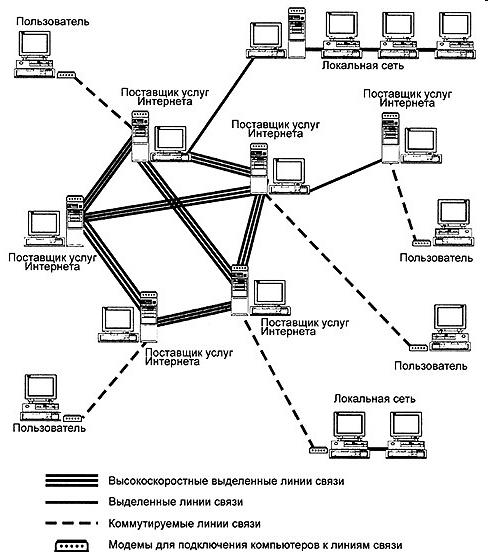 Пользователь
Локальная сеть
Поставщик услуг
Интернета
Поставщик услуг
Интернета
Поставщик услуг
Интернета
Поставщик услуг
Интернета
Пользователь
Поставщик услуг
Интернета
Поставщик услуг
Интернета
Пользователь
Пользователь
Локальная сеть
Высокоскоростные выделенные линии связи
Выделенные линии связи
Коммутируемые линии связи
Модемы для подключения компьютеров к линиям связи